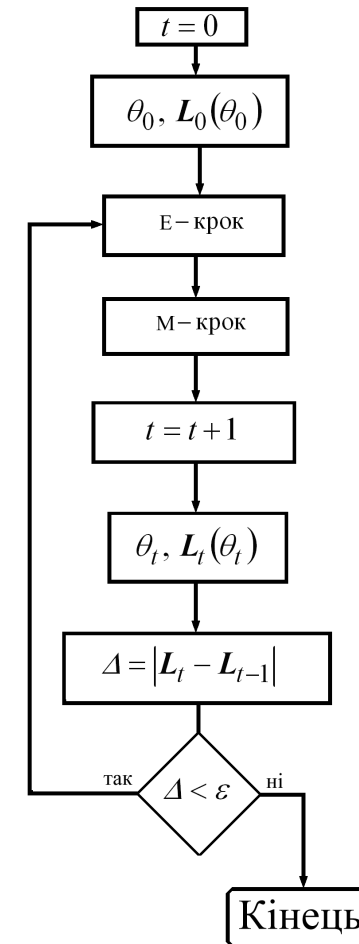 t = 0
θ₀, L₀(θ₀)
Е – крок
М – крок
t = t + 1
θₜ, Lₜ(θₜ)
Δ = |Lₜ – Lₜ₋₁|
так
Δ < ε
ні
Кінець